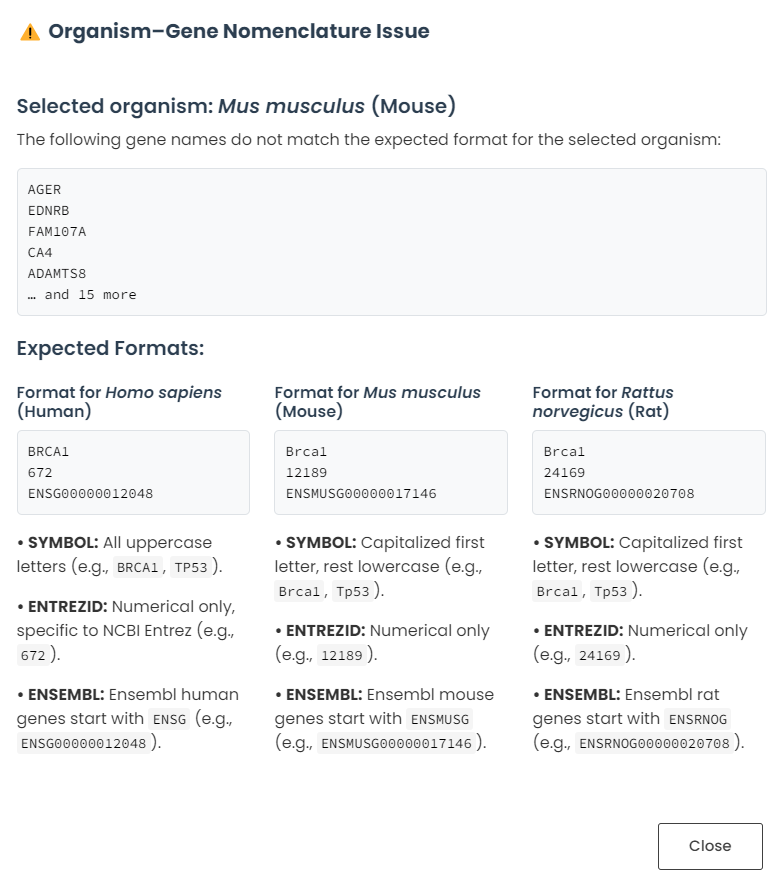 ⚠ Organism–Gene Nomenclature Issue
Selected organism: Mus musculus (Mouse)
The following gene names do not match the expected format for the selected organism:
AGER
EDNRB
FAM107A
CA4
ADAMTS8
… and 15 more
Expected Formats:
Format for Homo sapiens
(Human)
BRCA1
672
ENSG00000012048
• SYMBOL: All uppercase
letters (e.g., BRCA1, TP53).
• ENTREZID: Numerical only,
specific to NCBI Entrez (e.g.,
672).
• ENSEMBL: Ensembl human
genes start with ENSG (e.g.,
ENSG00000012048).
Format for Mus musculus
(Mouse)
Brca1
12189
ENSMUSG00000017146
• SYMBOL: Capitalized first
letter, rest lowercase (e.g.,
Brca1, Tp53).
• ENTREZID: Numerical only
(e.g., 12189).
• ENSEMBL: Ensembl mouse
genes start with ENSMUSG
(e.g., ENSMUSG00000017146).
Format for Rattus
norvegicus (Rat)
Brca1
24169
ENSRNOG00000020708
• SYMBOL: Capitalized first
letter, rest lowercase (e.g.,
Brca1, Tp53).
• ENTREZID: Numerical only
(e.g., 24169).
• ENSEMBL: Ensembl rat
genes start with ENSRNOG
(e.g., ENSRNOG00000020708).
Close